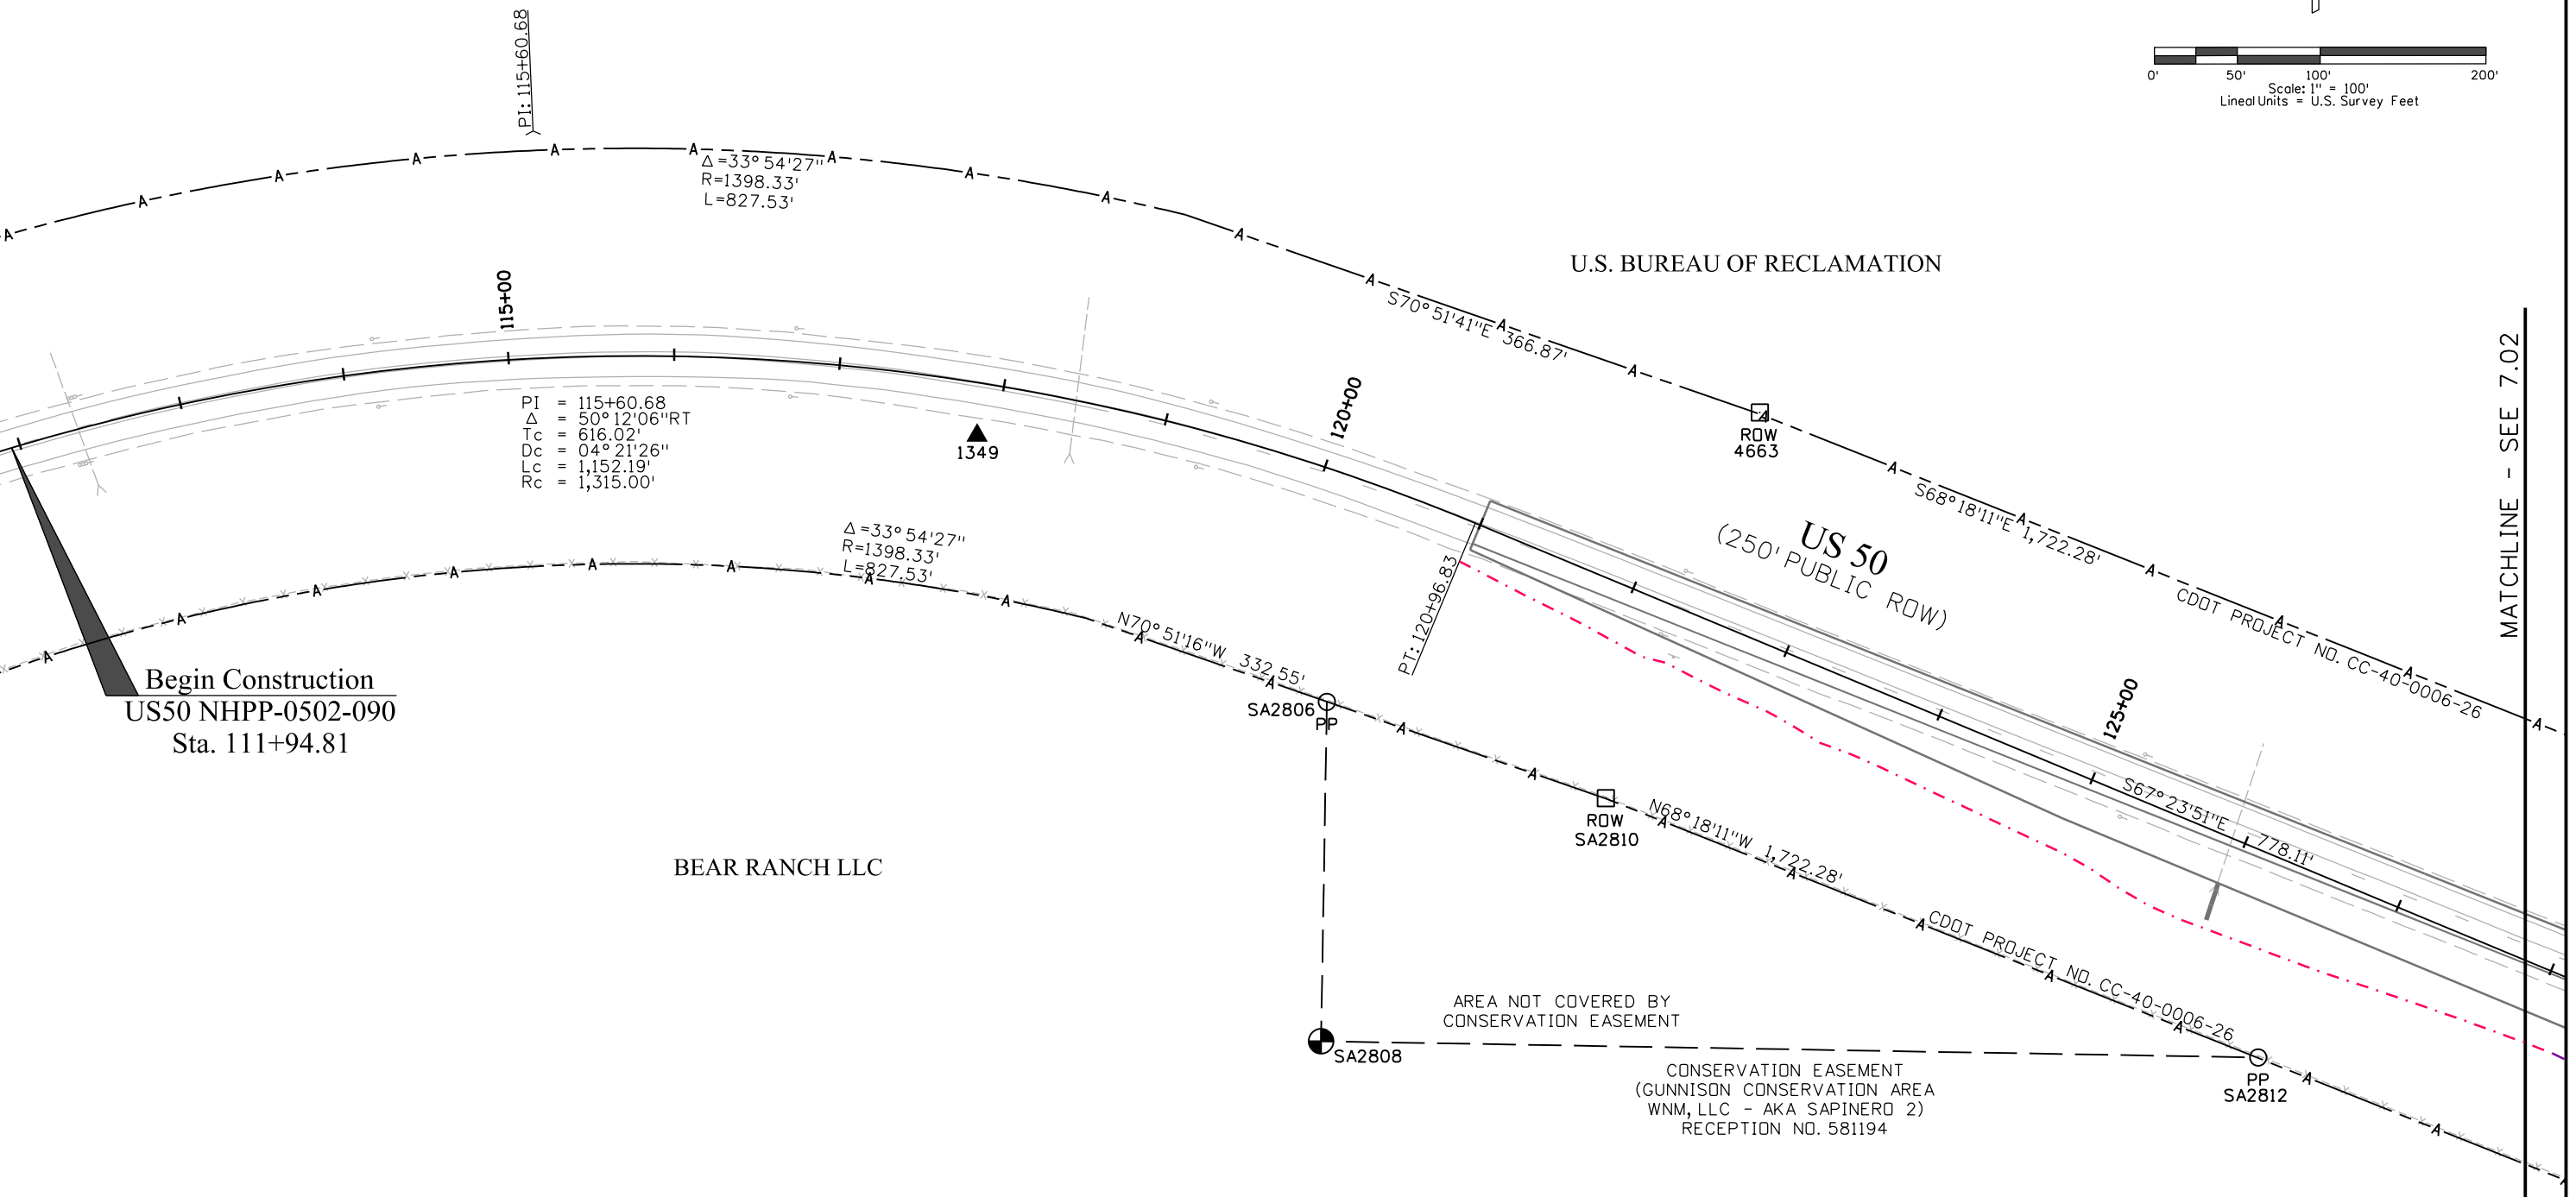 PI: 115+60.68
0' 50' 100' 200'
Scale: 1" = 100'
Lineal Units = U.S. Survey Feet
Δ=33°54'27"
R=1398.33'
L=827.53'
U.S. BUREAU OF RECLAMATION
S70°51'41"E 366.87'
115+00
120+00
MATCHLINE - SEE 7.02
PI = 115+60.68
Δ = 50°12'06"RT
Tc = 616.02'
Dc = 04°21'26"
Lc = 1,152.19'
Rc = 1,315.00'
1349
ROW
4663
S68°18'11"E 1,722.28'
US 50
(250' PUBLIC ROW)
CDOT PROJECT NO. CC-40-0006-26
Δ=33°54'27"
R=1398.33'
L=827.53'
PT: 120+96.83
N70°51'16"W 332.55'
Begin Construction
US50 NHPP-0502-090
Sta. 111+94.81
SA2806
PP
125+00
S67°23'51"E 778.11'
ROW
SA2810
N68°18'11"W 1,722.28'
BEAR RANCH LLC
CDOT PROJECT NO. CC-40-0006-26
AREA NOT COVERED BY
CONSERVATION EASEMENT
SA2808
CONSERVATION EASEMENT
(GUNNISON CONSERVATION AREA
WNM, LLC - AKA SAPINERO 2)
RECEPTION NO. 581194
PP
SA2812